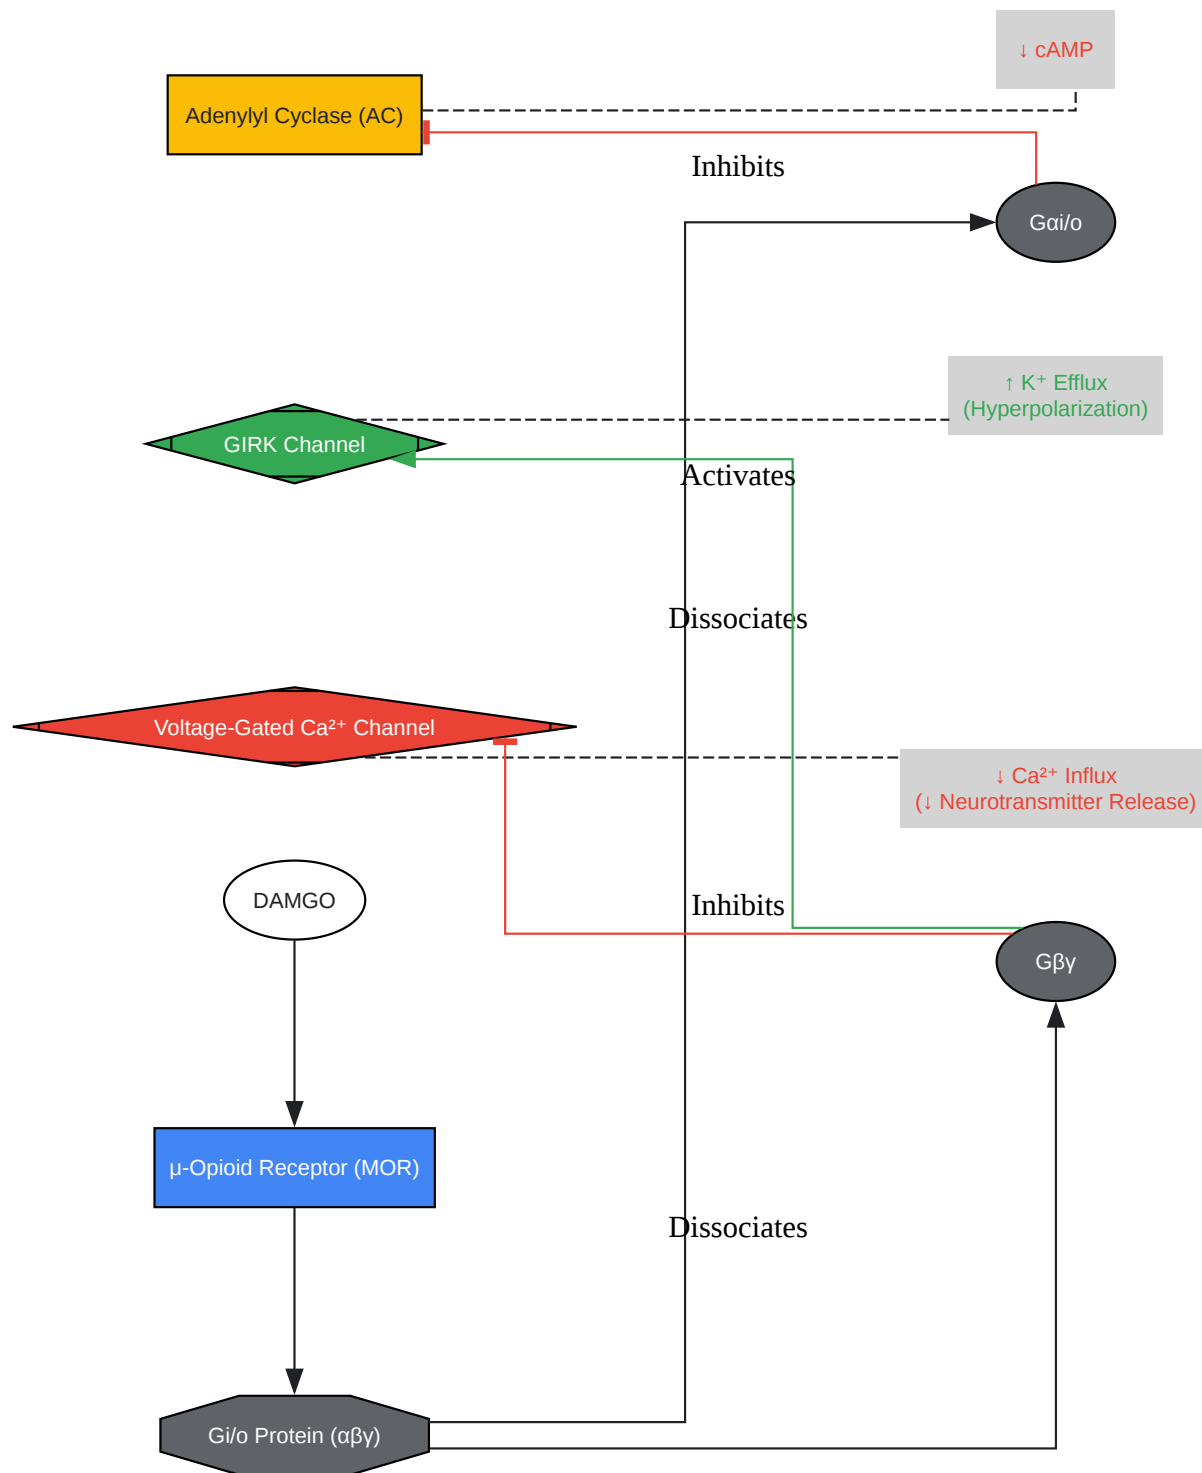 ↓ cAMP
Adenylyl Cyclase (AC)
Inhibits
Gαi/o
↑ K⁺ Efflux
(Hyperpolarization)
GIRK Channel
Activates
Dissociates
Voltage-Gated Ca²⁺ Channel
↓ Ca²⁺ Influx
(↓ Neurotransmitter Release)
DAMGO
Inhibits
Gβγ
μ-Opioid Receptor (MOR)
Dissociates
Gi/o Protein (αβγ)